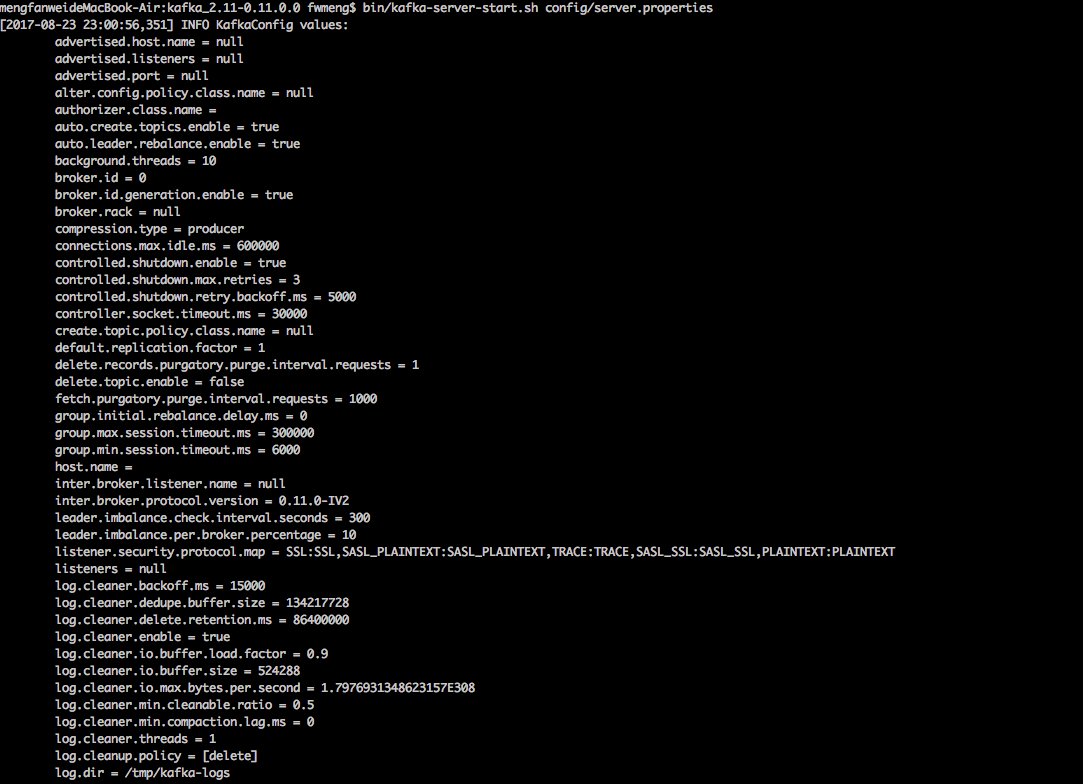 mengfanweideMacBook-Air:kafka_2.11-0.11.0.0 fwmeng$ bin/kafka-server-start.sh config/server.properties
[2017-08-23 23:00:56,351] INFO KafkaConfig values:
advertised.host.name = null
advertised.listeners = null
advertised.port = null
alter.config.policy.class.name = null
authorizer.class.name =
auto.create.topics.enable = true
auto.leader.rebalance.enable = true
background.threads = 10
broker.id = 0
broker.id.generation.enable = true
broker.rack = null
compression.type = producer
connections.max.idle.ms = 600000
controlled.shutdown.enable = true
controlled.shutdown.max.retries = 3
controlled.shutdown.retry.backoff.ms = 5000
controller.socket.timeout.ms = 30000
create.topic.policy.class.name = null
default.replication.factor = 1
delete.records.purgatory.purge.interval.requests = 1
delete.topic.enable = false
fetch.purgatory.purge.interval.requests = 1000
group.initial.rebalance.delay.ms = 0
group.max.session.timeout.ms = 300000
group.min.session.timeout.ms = 6000
host.name =
inter.broker.listener.name = null
inter.broker.protocol.version = 0.11.0-IV2
leader.imbalance.check.interval.seconds = 300
leader.imbalance.per.broker.percentage = 10
listener.security.protocol.map = SSL:SSL,SASL_PLAINTEXT:SASL_PLAINTEXT,TRACE:TRACE,SASL_SSL:SASL_SSL,PLAINTEXT:PLAINTEXT
listeners = null
log.cleaner.backoff.ms = 15000
log.cleaner.dedupe.buffer.size = 134217728
log.cleaner.delete.retention.ms = 86400000
log.cleaner.enable = true
log.cleaner.io.buffer.load.factor = 0.9
log.cleaner.io.buffer.size = 524288
log.cleaner.io.max.bytes.per.second = 1.7976931348623157E308
log.cleaner.min.cleanable.ratio = 0.5
log.cleaner.min.compaction.lag.ms = 0
log.cleaner.threads = 1
log.cleanup.policy = [delete]
log.dir = /tmp/kafka-logs